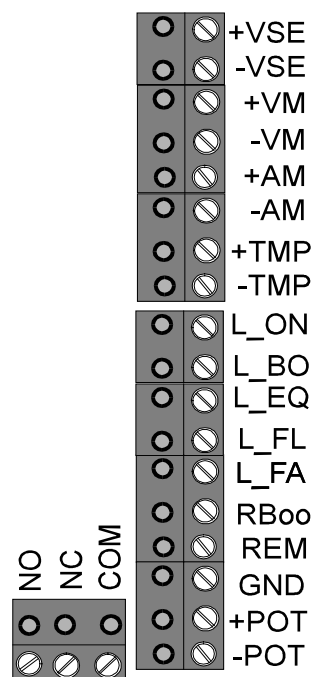 +VSE
-VSE
+VM
-VM
+AM
-AM
+TMP
-TMP
L_ON
L_BO
L_EQ
L_FL
L_FA
RBoo
REM
GND
+POT
-POT
NO
NC
COM